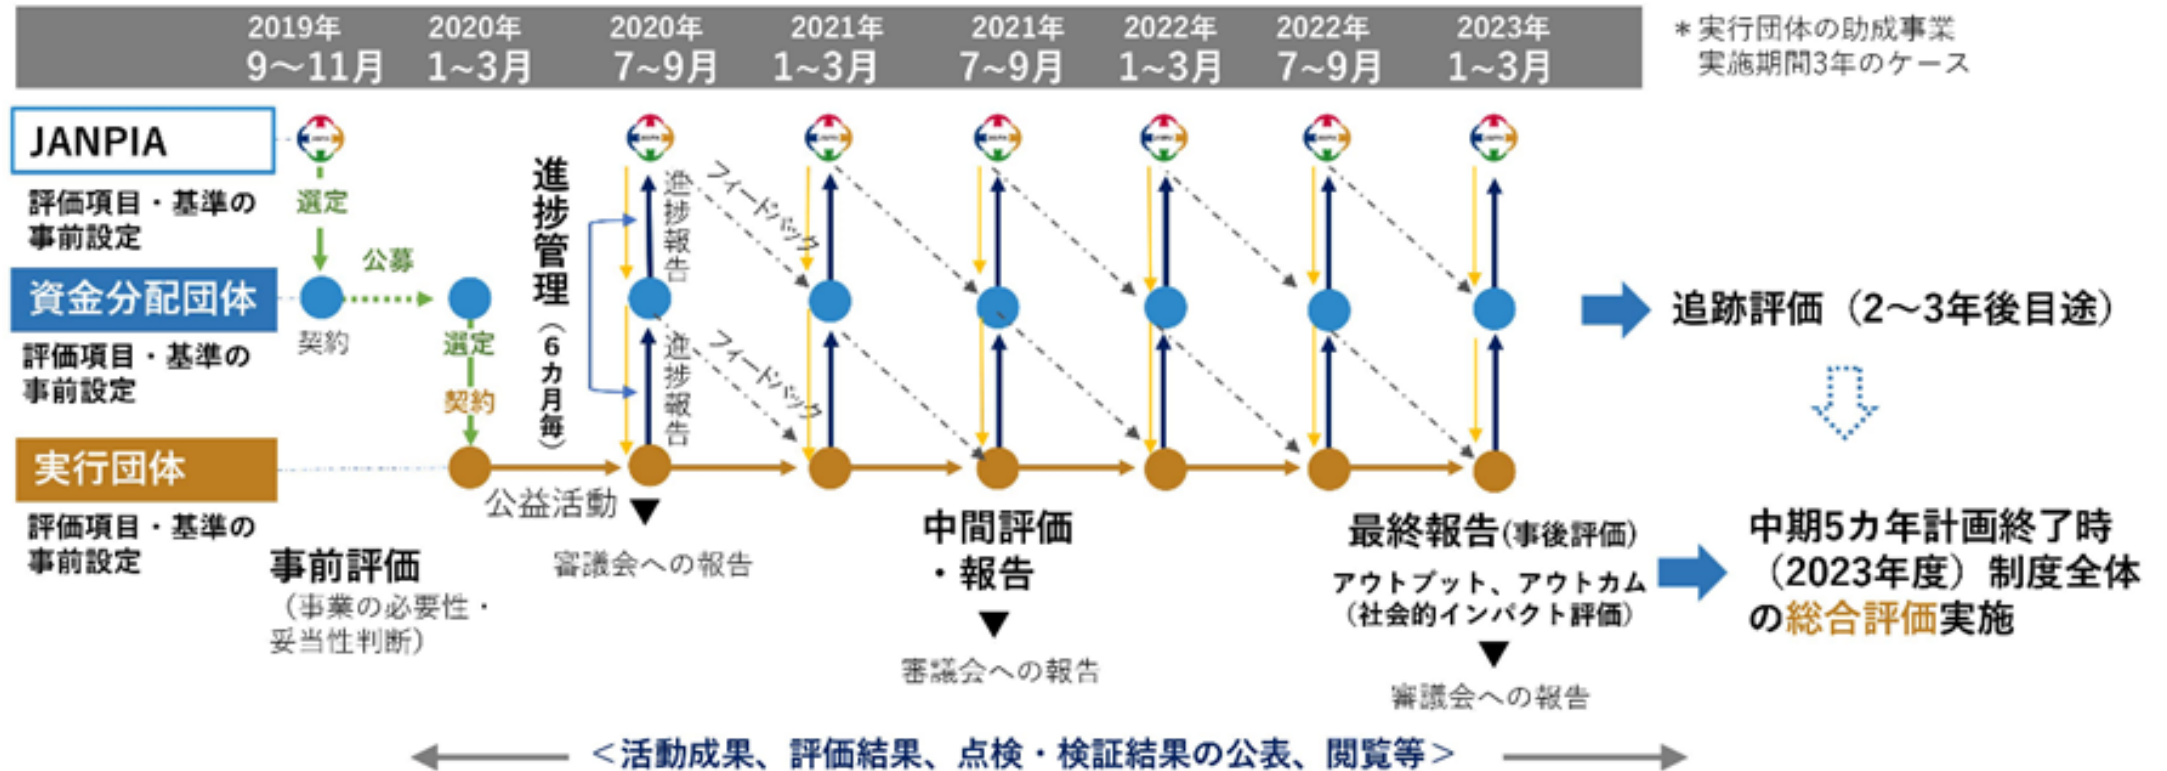 2019年
9～11月
2020年
1~3月
2020年
7~9月
2021年
1~3月
2021年
7~9月
2022年
1~3月
2022年
7~9月
2023年
1~3月
＊実行団体の助成事業
実施期間3年のケース
JANPIA
評価項目・基準の
事前設定
選定
公募
資金分配団体
契約
評価項目・基準の
事前設定
選定
契約
実行団体
評価項目・基準の
事前設定
進捗管理（6カ月毎）
進捗報告
進捗報告
フィードバック
フィードバック
公益活動
事前評価
（事業の必要性・
妥当性判断）
▼
審議会への報告
中間評価
・報告
▼
審議会への報告
最終報告(事後評価)
アウトプット、アウトカム
(社会的インパクト評価)
▼
審議会への報告
追跡評価（2～3年後目途）
中期5カ年計画終了時
（2023年度）制度全体
の総合評価実施
＜活動成果、評価結果、点検・検証結果の公表、閲覧等＞